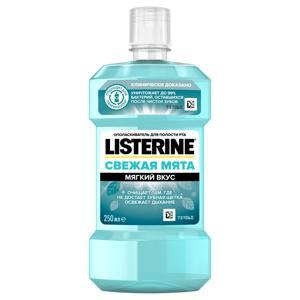 КЛИНИЧЕСКИ ДОКАЗАНО
УНИЧТОЖАЕТ ДО 99%
БАКТЕРИЙ, ОСТАВШИХСЯ
ПОСЛЕ ЧИСТКИ ЗУБОВ
ОПОЛАСКИВАТЕЛЬ ДЛЯ ПОЛОСТИ РТА
LISTERINE
СВЕЖАЯ МЯТА
МЯГКИЙ ВКУС
ОЧИЩАЕТ ТАМ, ГДЕ
НЕ ДОСТАЕТ ЗУБНАЯ ЩЕТКА
ОСВЕЖАЕТ ДЫХАНИЕ
250 мл